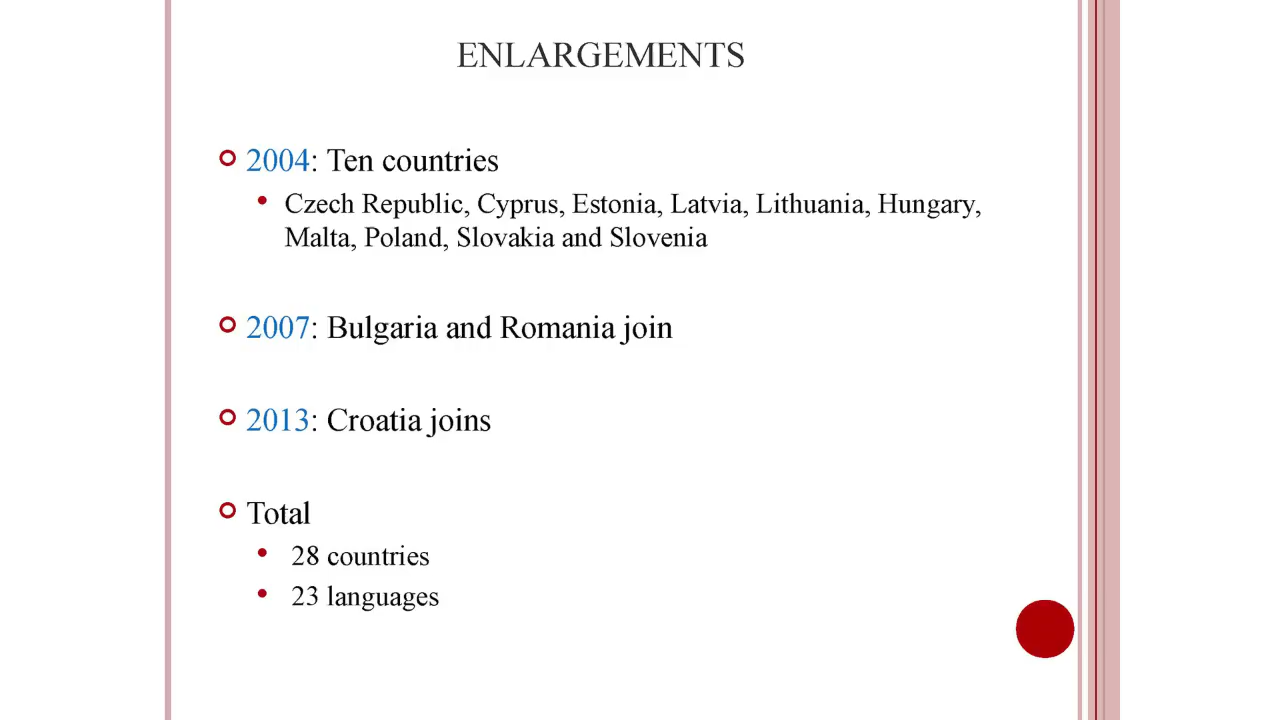 ENLARGEMENTS
2004: Ten countries
Czech Republic, Cyprus, Estonia, Latvia, Lithuania, Hungary,
Malta, Poland, Slovakia and Slovenia
2007: Bulgaria and Romania join
2013: Croatia joins
Total
28 countries
23 languages